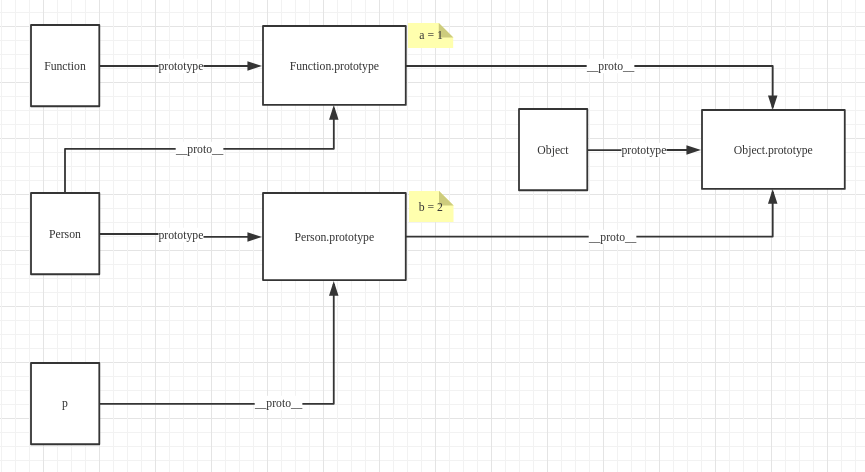 a = 1
Function
prototype
Function.prototype
__proto__
Object
prototype
Object.prototype
__proto__
b = 2
Person
prototype
Person.prototype
__proto__
p
__proto__